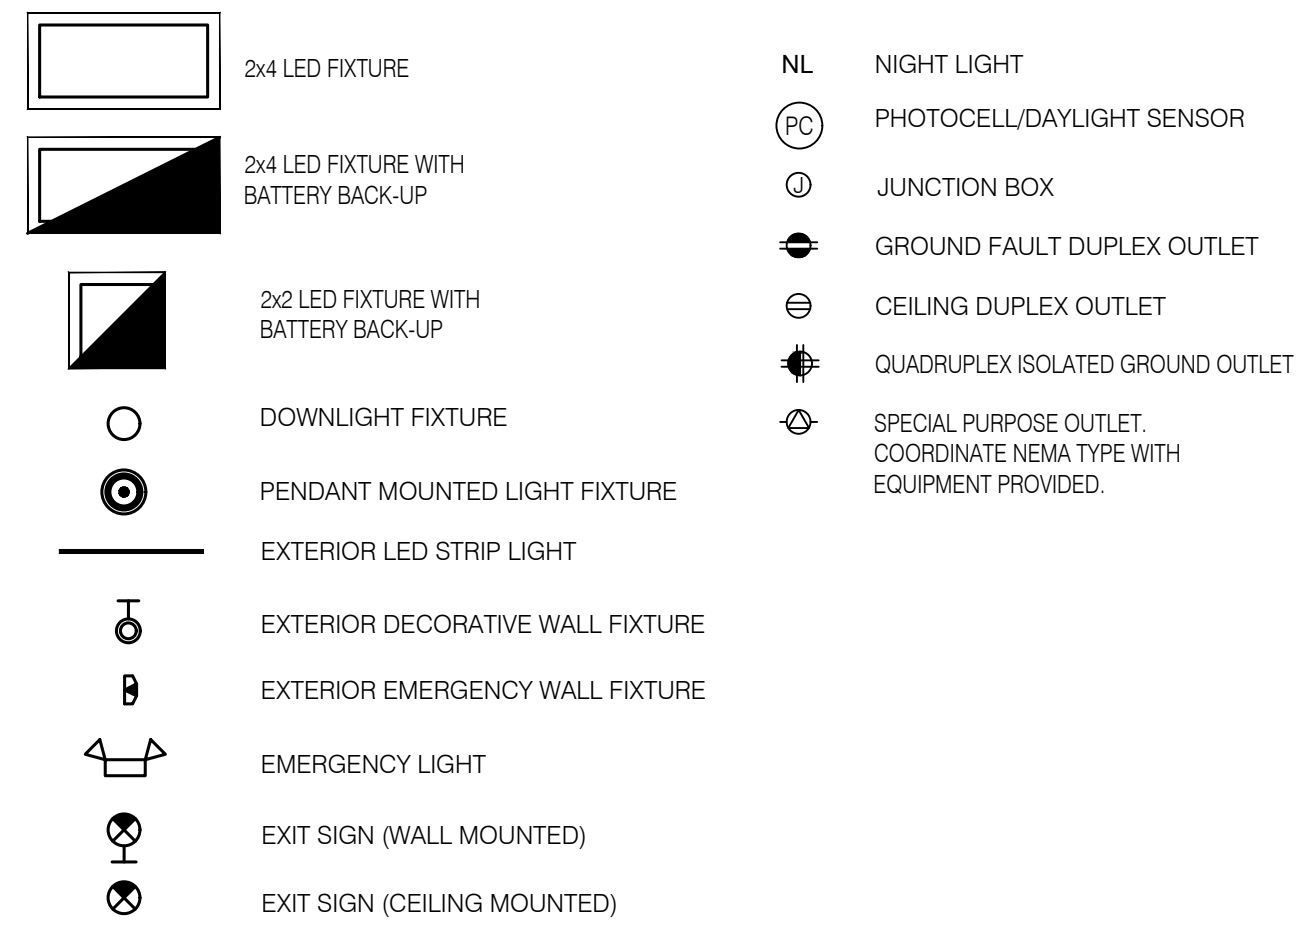 2x4 LED FIXTURE
2x4 LED FIXTURE WITH
BATTERY BACK-UP
2x2 LED FIXTURE WITH
BATTERY BACK-UP
DOWNLIGHT FIXTURE
PENDANT MOUNTED LIGHT FIXTURE
EXTERIOR LED STRIP LIGHT
EXTERIOR DECORATIVE WALL FIXTURE
EXTERIOR EMERGENCY WALL FIXTURE
EMERGENCY LIGHT
EXIT SIGN (WALL MOUNTED)
EXIT SIGN (CEILING MOUNTED)
NL NIGHT LIGHT
PC PHOTOCELL/DAYLIGHT SENSOR
J JUNCTION BOX
GROUND FAULT DUPLEX OUTLET
CEILING DUPLEX OUTLET
QUADRUPLEX ISOLATED GROUND OUTLET
SPECIAL PURPOSE OUTLET.
COORDINATE NEMA TYPE WITH
EQUIPMENT PROVIDED.